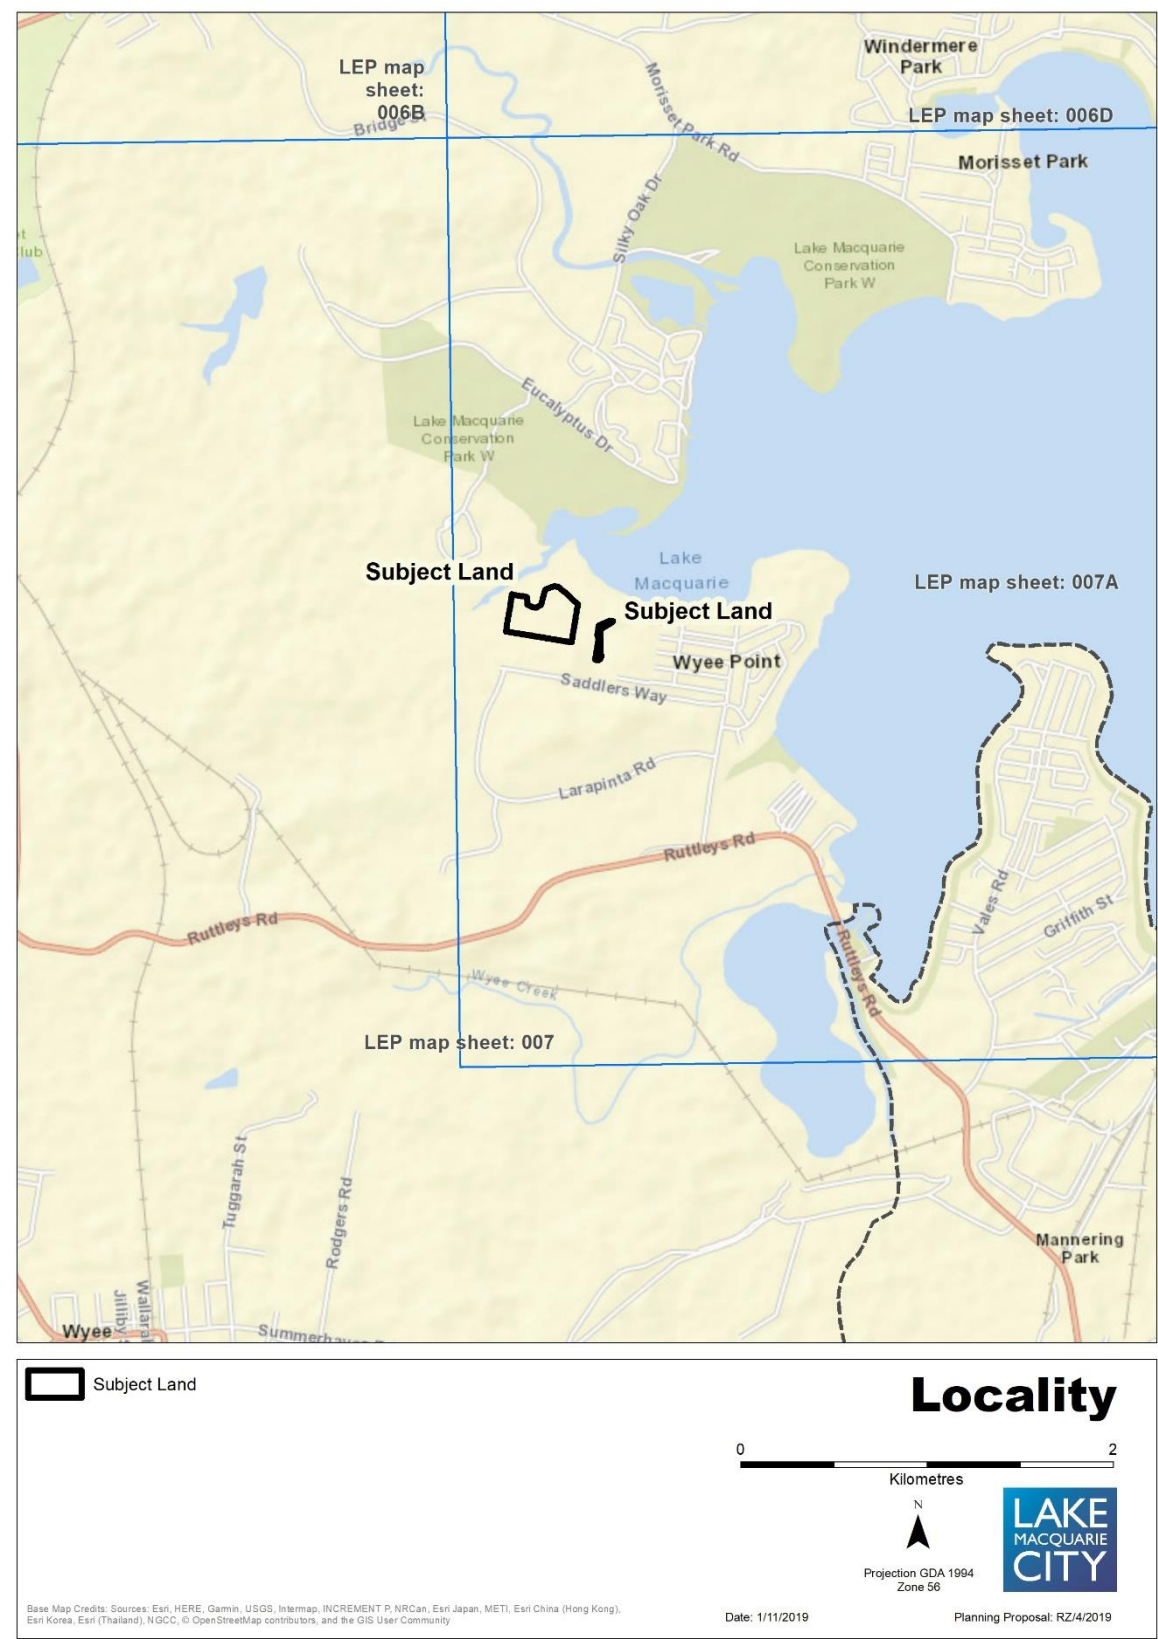 Windermere
Park
LEP map
sheet:
006B
LEP map sheet: 006D
Morisset Park Rd
Morisset Park
Silky Oak Dr
Lake Macquarie
Conservation
Park W
Eucalyptus Dr
Lake Macquarie
Conservation
Park W
Subject Land
Lake
Macquarie
LEP map sheet: 007A
Subject Land
Wyee Point
Saddlers Way
Larapinta Rd
Ruttleys Rd
Vales Rd
Griffith St
Ruttleys Rd
Ruttleys Rd
Wyee Creek
LEP map sheet: 007
Tuggarah St
Rodgers Rd
Mannering
Park
Wyee
Subject Land
Locality
0 2
Kilometres
N
Projection GDA 1994
Zone 56
LAKE
MACQUARIE
CITY
Base Map Credits: Sources: Esri, HERE, Garmin, USGS, Intermap, INCREMENT P, NRCan, Esri Japan, METI, Esri China (Hong Kong),
Esri Korea, Esri (Thailand), NGCC, © OpenStreetMap contributors, and the GIS User Community
Date: 1/11/2019
Planning Proposal: RZ/4/2019